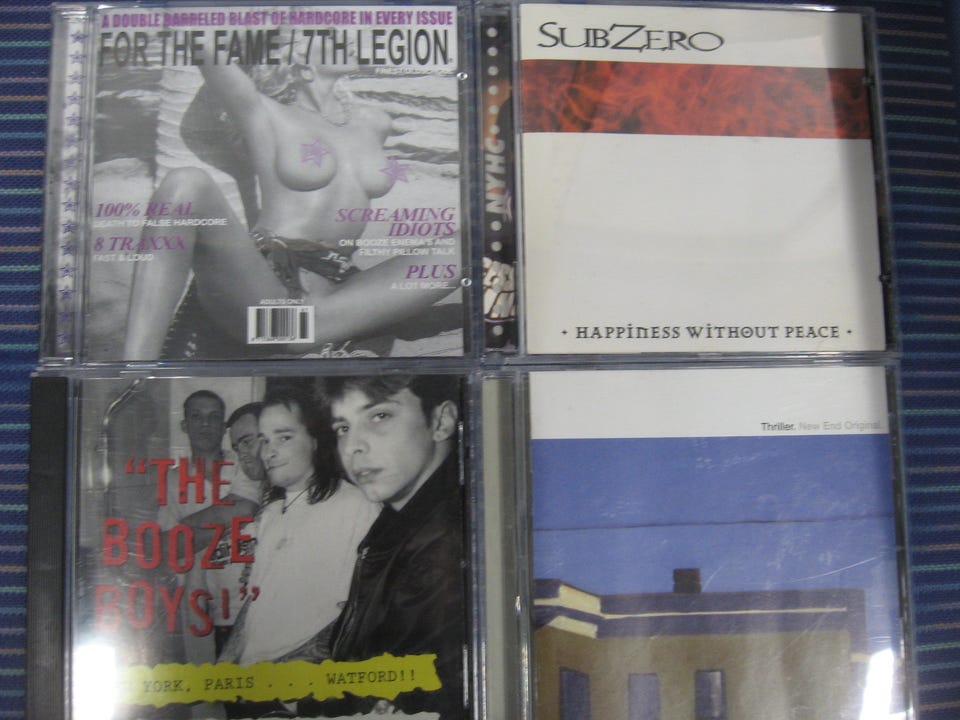 A DOUBLE BARRELED BLAST OF HARDCORE IN EVERY ISSUE
FOR THE FAME / 7TH LEGION
100% REAL
DEATH TO FALSE HARDCORE
8 TRAXXX
FAST & LOUD
SCREAMING
IDIOTS
ON BOOZE ENEMA'S AND
FILTHY PILLOW TALK
PLUS
A LOT MORE...
ADULTS ONLY
NYHC
SUBZERO
• HAPPINESS WITHOUT PEACE •
"THE
BOOZE
BOYS!"
YORK, PARIS . . . WATFORD!!
Thriller. New End Original.